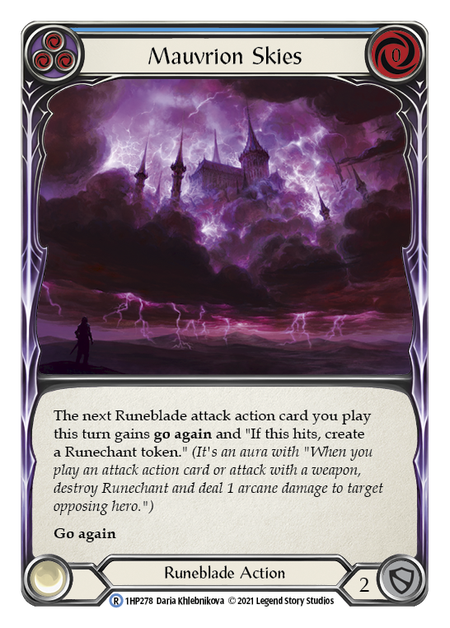 Mauvrion Skies
0
The next Runeblade attack action card you play
this turn gains go again and "If this hits, create
a Runechant token." (It's an aura with "When you
play an attack action card or attack with a weapon,
destroy Runechant and deal 1 arcane damage to target
opposing hero.")
Go again
Runeblade Action
2
R 1HP278 Daria Khlebnikova © 2021 Legend Story Studios